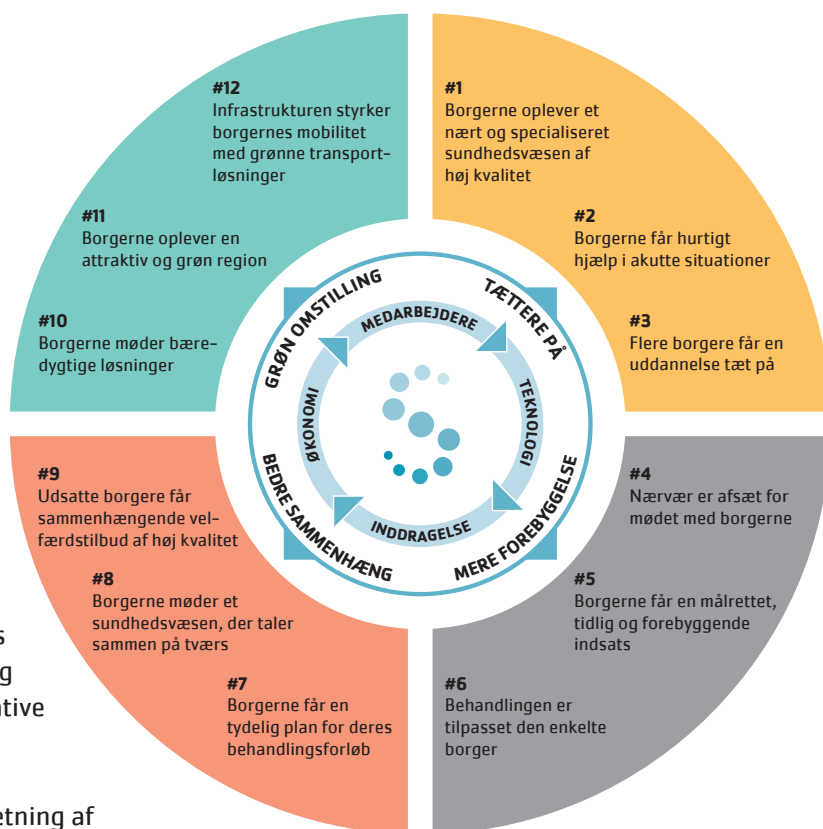 #12
Infrastrukturen styrker
borgernes mobilitet
med grønne transport-
løsninger
#11
Borgerne oplever en
attraktiv og grøn region
#10
Borgerne møder bære-
dygtige løsninger
#1
Borgerne oplever et
nært og specialiseret
sundhedsvæsen af
høj kvalitet
#2
Borgerne får hurtigt
hjælp i akutte situationer
#3
Flere borgere får en
uddannelse tæt på
GRØN OMSTILLING
TÆTTERE PÅ
MERE FOREBYGGELSE
BEDRE SAMMENHÆNG
MEDARBEJDERE
TEKNOLOGI
INDDRAGELSE
ØKONOMI
#9
Udsatte borgere får
sammenhængende vel-
færdstilbud af høj kvalitet
#8
Borgerne møder et
sundhedsvæsen, der taler
sammen på tværs
#7
Borgerne får en
tydelig plan for deres
behandlingsforløb
#4
Nærvær er afsæt for
mødet med borgerne
#5
Borgerne får en målrettet,
tidlig og forebyggende
indsats
#6
Behandlingen er
tilpasset den enkelte
borger
af